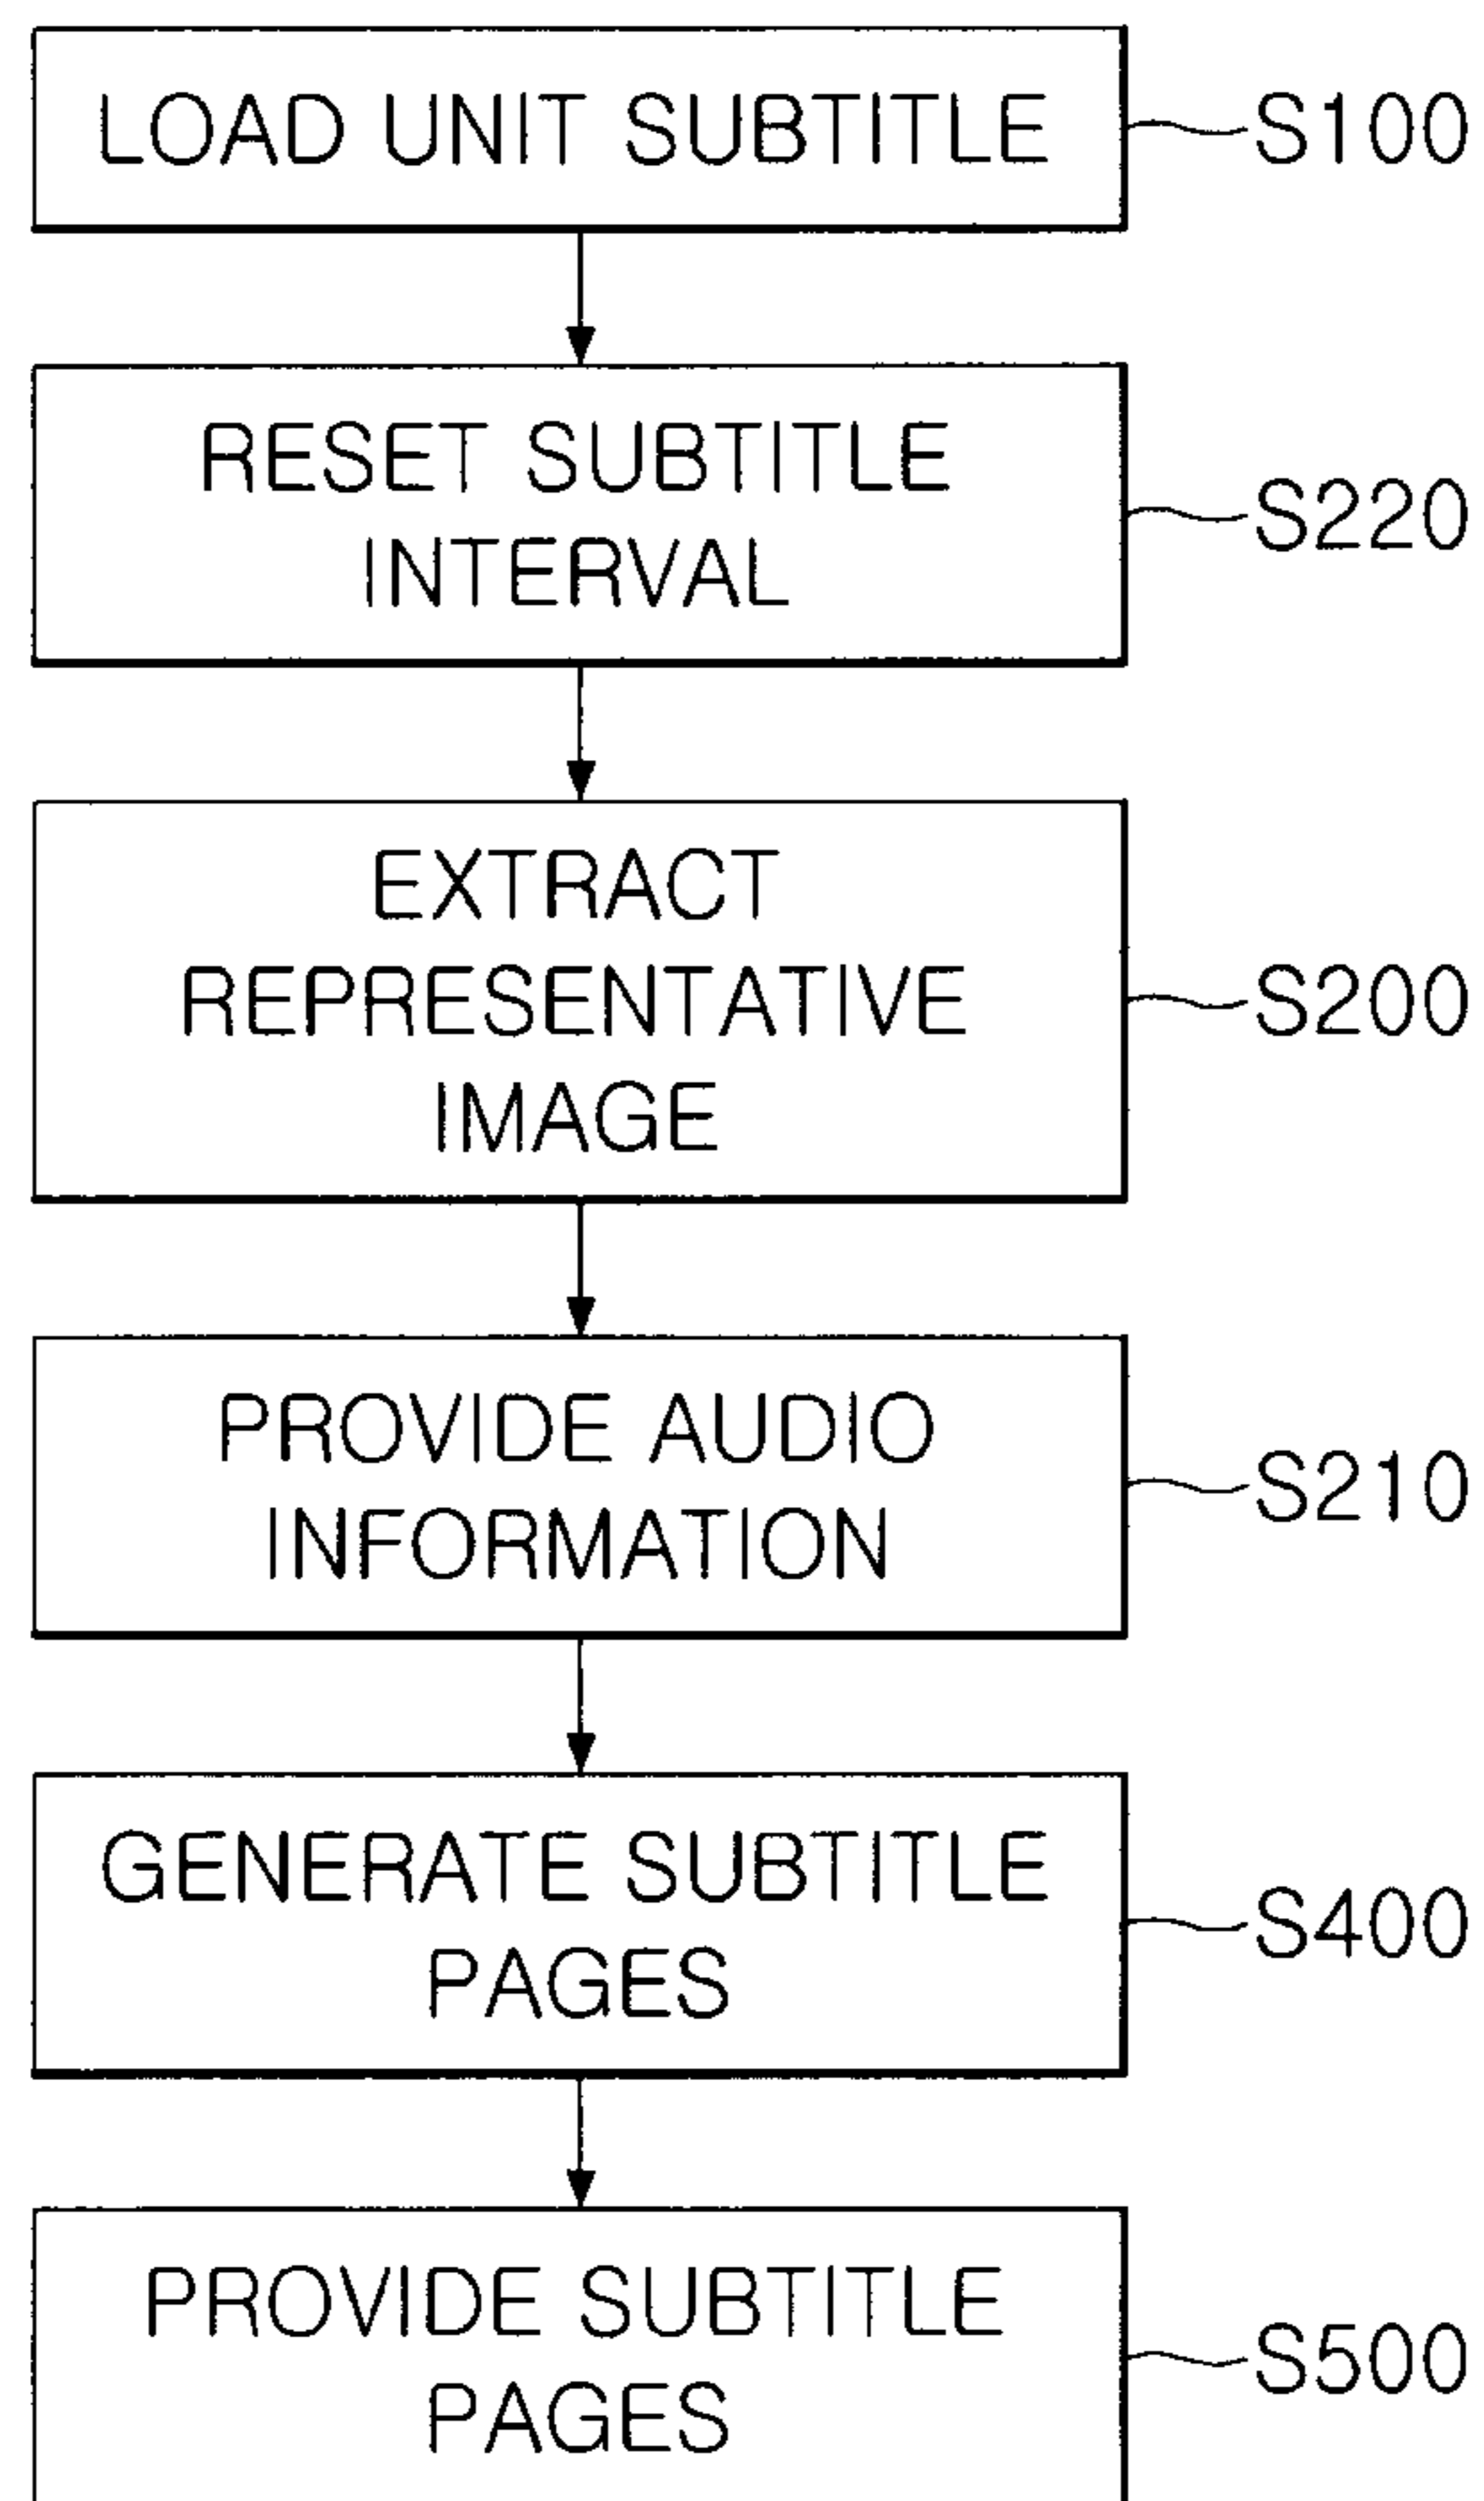 LOAD UNIT SUBTITLE S100
RESET SUBTITLE
INTERVAL
S220
EXTRACT
REPRESENTATIVE
IMAGE
S200
PROVIDE AUDIO
INFORMATION
S210
GENERATE SUBTITLE
PAGES
S400
PROVIDE SUBTITLE
PAGES
S500